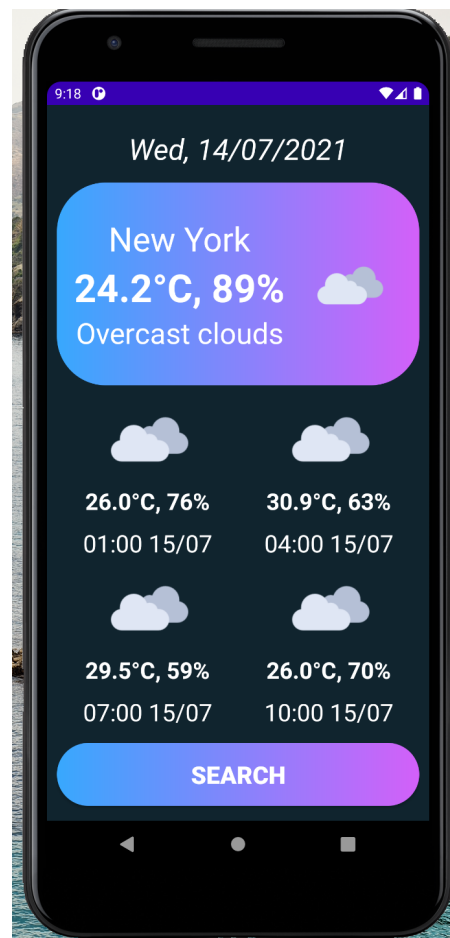 9:18
Wed, 14/07/2021
New York
24.2°C, 89%
Overcast clouds
26.0°C, 76%
30.9°C, 63%
01:00 15/07
04:00 15/07
29.5°C, 59%
26.0°C, 70%
07:00 15/07
10:00 15/07
SEARCH